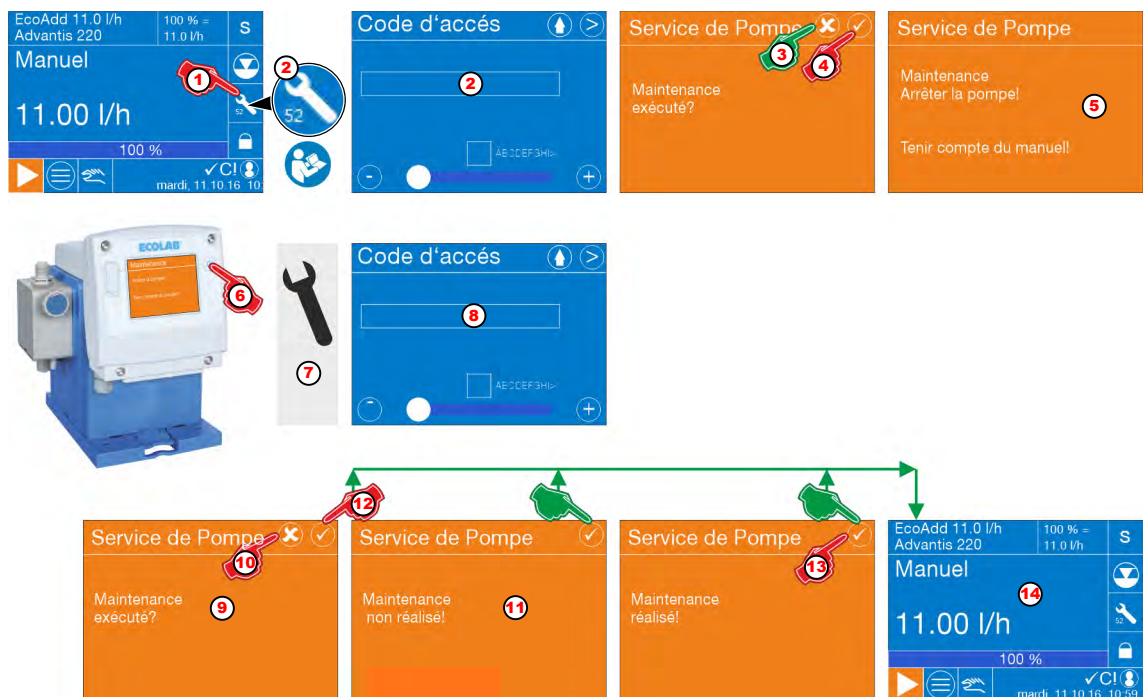 EcoAdd 11.0 l/h
Advantis 220
100 % =
11.0 l/h
S
Manuel
1
52
11.00 l/h
100 %
✓C!
mardi, 11.10.16 10:
2
52
Code d'accés
2
- +
Service de Pompe
3
4
Maintenance
exécuté?
Service de Pompe
Maintenance
Arrêter la pompe!
5
Tenir compte du manuel!
ECOLAB
Maintenance
6
7
Code d'accés
8
- +
12
Service de Pompe
10
Maintenance
exécuté?
9
Service de Pompe
Maintenance
non réalisé!
11
Service de Pompe
13
Maintenance
réalisé!
EcoAdd 11.0 l/h
Advantis 220
100 % =
11.0 l/h
S
Manuel
14
52
11.00 l/h
100 %
✓C!
mardi, 11.10.16 10:59